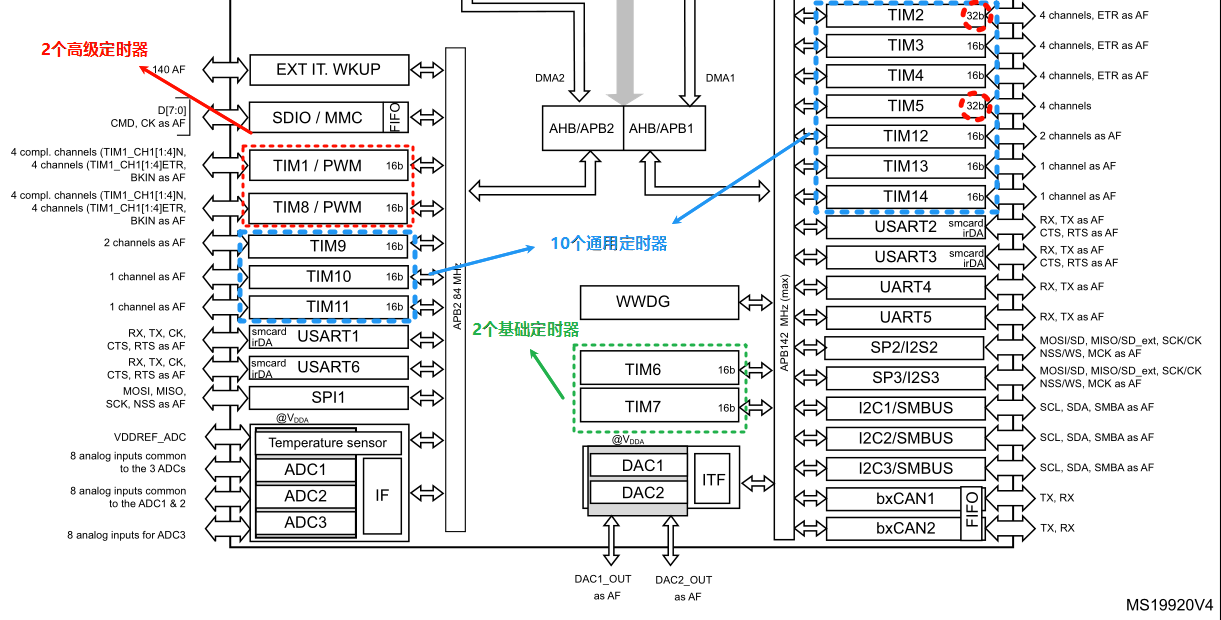 2个高级定时器
140 AF
EXT IT. WKUP
D[7:0]
CMD, CK as AF
SDIO / MMC
FIFO
4 compl. channels (TIM1_CH1[1:4]N,
4 channels (TIM1_CH1[1:4]ETR,
BKIN as AF
TIM1 / PWM
16b
4 compl. channels (TIM1_CH1[1:4]N,
4 channels (TIM1_CH1[1:4]ETR,
BKIN as AF
TIM8 / PWM
16b
2 channels as AF
TIM9
16b
1 channel as AF
TIM10
16b
1 channel as AF
TIM11
16b
RX, TX, CK,
CTS, RTS as AF
smcard
irDA
USART1
RX, TX, CK,
CTS, RTS as AF
smcard
irDA
USART6
MOSI, MISO,
SCK, NSS as AF
SPI1
@VDDA
VDDREF_ADC
Temperature sensor
8 analog inputs common
to the 3 ADCs
ADC1
8 analog inputs common
to the ADC1 & 2
ADC2
8 analog inputs for ADC3
ADC3
IF
APB2 84 MHz
DMA2
DMA1
AHB/APB2
AHB/APB1
10个通用定时器
WWDG
2个基础定时器
TIM6
16b
TIM7
16b
@VDDA
DAC1
DAC2
ITF
DAC1_OUT
as AF
DAC2_OUT
as AF
APB142 MHz (max)
TIM2
32b
4 channels, ETR as AF
TIM3
16b
4 channels, ETR as AF
TIM4
16b
4 channels, ETR as AF
TIM5
32b
4 channels
TIM12
16b
2 channels as AF
TIM13
16b
1 channel as AF
TIM14
16b
1 channel as AF
USART2
smcard
irDA
RX, TX as AF
CTS, RTS as AF
USART3
smcard
irDA
RX, TX as AF
CTS, RTS as AF
UART4
RX, TX as AF
UART5
RX, TX as AF
SP2/I2S2
MOSI/SD, MISO/SD_ext, SCK/CK
NSS/WS, MCK as AF
SP3/I2S3
MOSI/SD, MISO/SD_ext, SCK/CK
NSS/WS, MCK as AF
I2C1/SMBUS
SCL, SDA, SMBA as AF
I2C2/SMBUS
SCL, SDA, SMBA as AF
I2C3/SMBUS
SCL, SDA, SMBA as AF
bxCAN1
TX, RX
bxCAN2
TX, RX
FIFO
MS19920V4